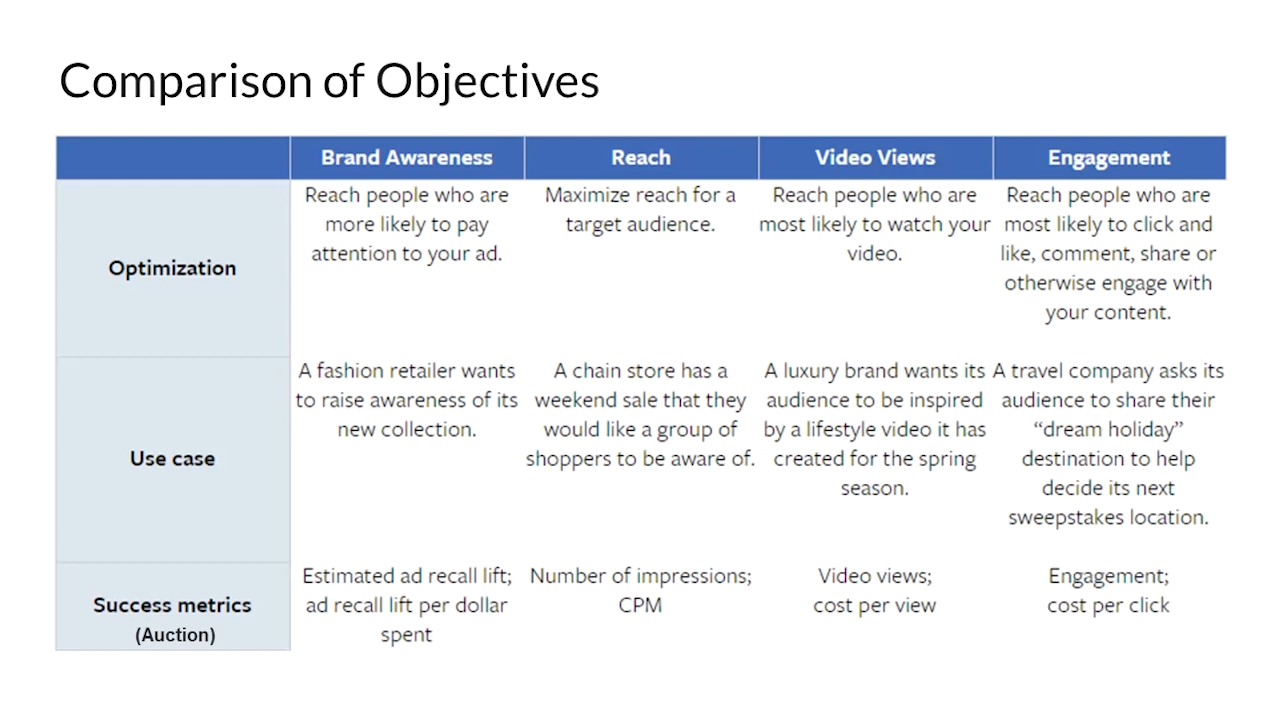 Comparison of Objectives
Brand Awareness
Reach
Video Views
Engagement
Optimization
Reach people who are
more likely to pay
attention to your ad.
Maximize reach for a
target audience.
Reach people who are
most likely to watch your
video.
Reach people who are
most likely to click and
like, comment, share or
otherwise engage with
your content.
Use case
A fashion retailer wants
to raise awareness of its
new collection.
A chain store has a
weekend sale that they
would like a group of
shoppers to be aware of.
A luxury brand wants its
audience to be inspired
by a lifestyle video it has
created for the spring
season.
A travel company asks its
audience to share their
“dream holiday”
destination to help
decide its next
sweepstakes location.
Success metrics
(Auction)
Estimated ad recall lift;
ad recall lift per dollar
spent
Number of impressions;
CPM
Video views;
cost per view
Engagement;
cost per click